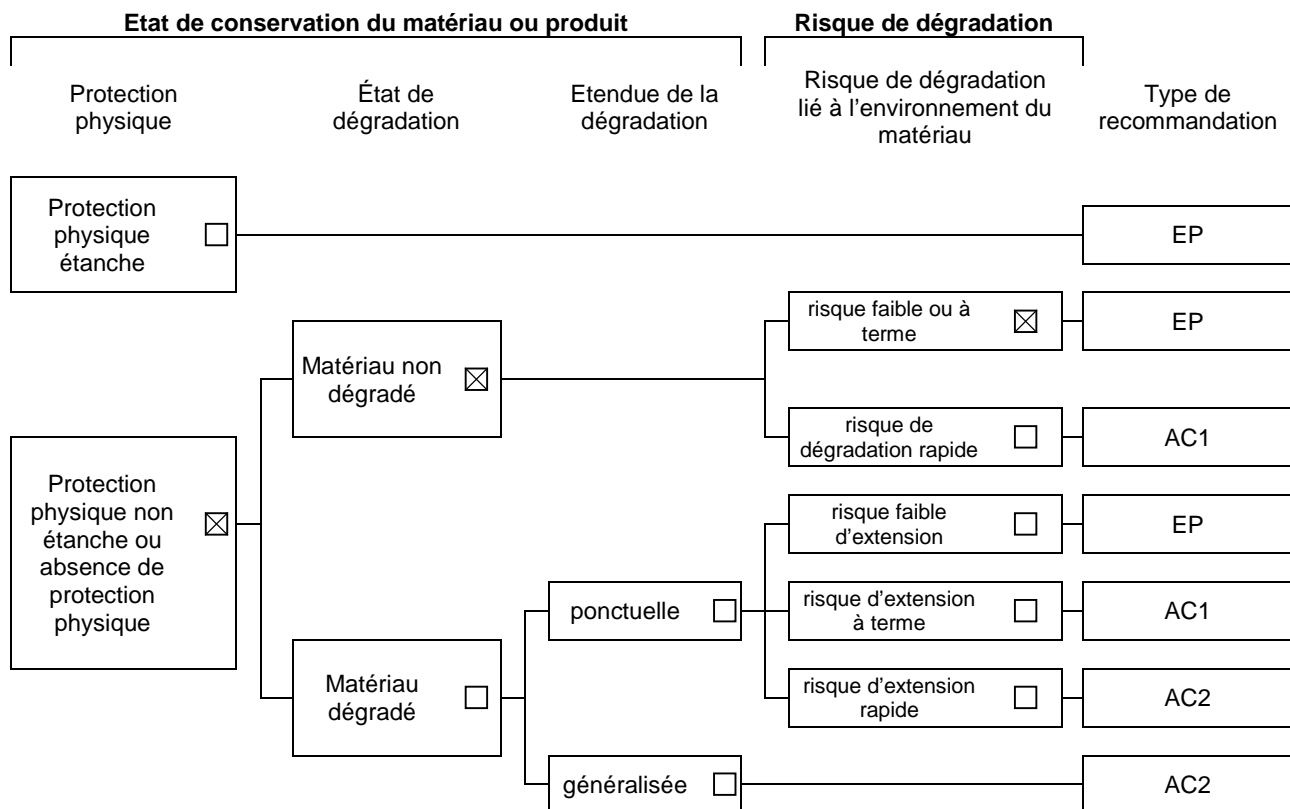 Etat de conservation du matériau ou produit
Risque de dégradation
Protection
physique
État de
dégradation
Etendue de la
dégradation
Risque de dégradation
lié à l'environnement du
matériau
Type de
recommandation
Protection
physique
étanche
EP
risque faible ou à
terme
EP
Matériau non
dégradé
risque de
dégradation rapide
AC1
Protection
physique non
étanche ou
absence de
protection
physique
risque faible
d'extension
EP
ponctuelle
risque d'extension
à terme
AC1
Matériau
dégradé
risque d'extension
rapide
AC2
généralisée
AC2